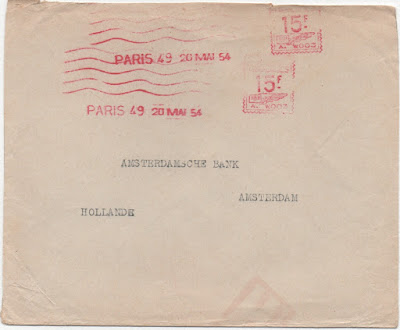 15F
PARIS 49 20 MAI 54
15F
PARIS 49 20 MAI 54
AMSTERDAMSCHE BANK
AMSTERDAM
HOLLANDE